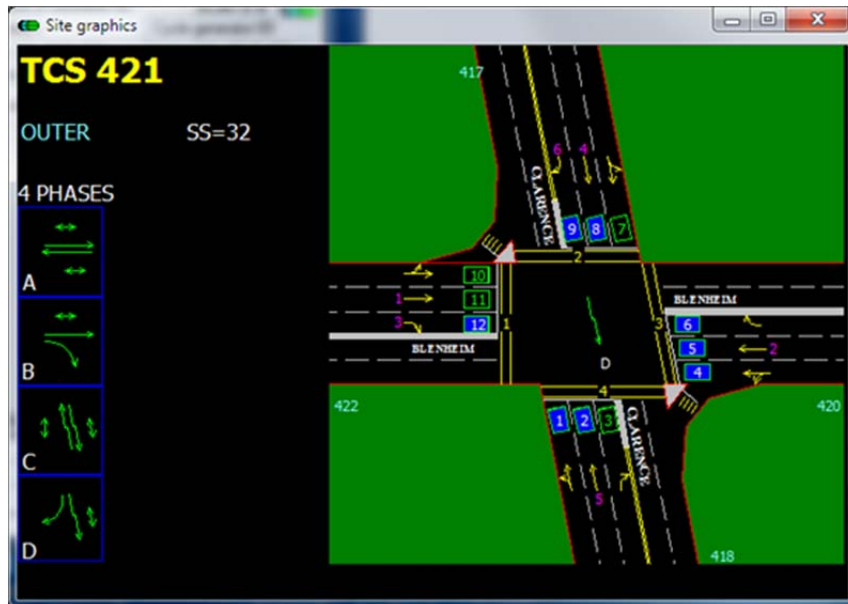 Site graphics
TCS 421
OUTER SS=32
4 PHASES
A
B
C
D
417
6 4
CLARENCE
9 8 7
2
10
1 11
3 12
BLENHEIM
1
3
D
4
BLENHEIM
6
5 2
4
422
420
1 2 3
CLARENCE
5
418